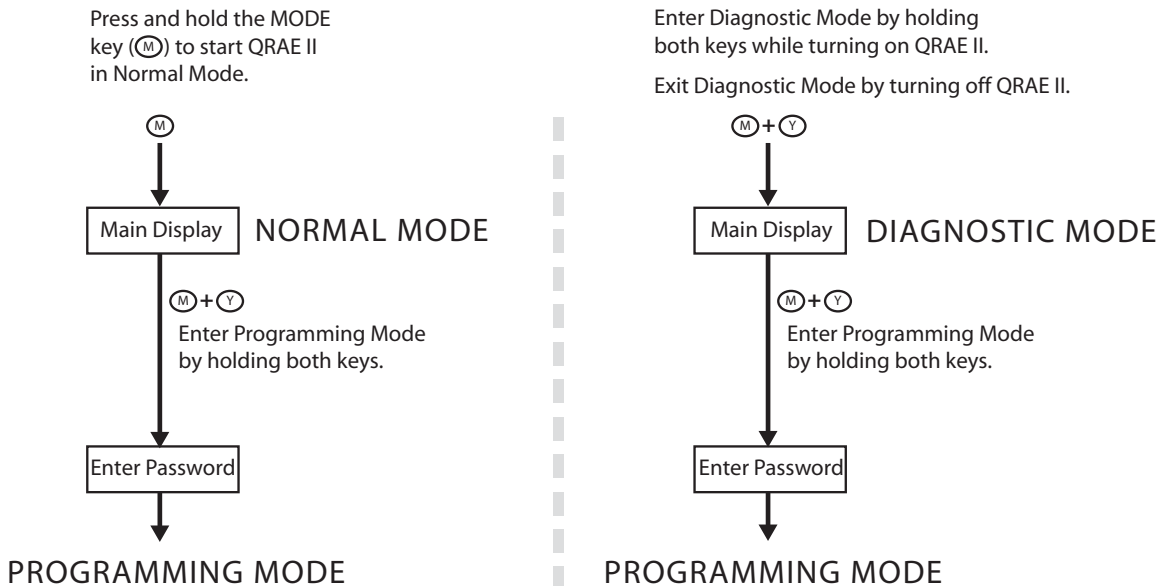 Press and hold the MODE
key (M) to start QRAE II
in Normal Mode.
M
Main Display
NORMAL MODE
M + Y
Enter Programming Mode
by holding both keys.
Enter Password
PROGRAMMING MODE
Enter Diagnostic Mode by holding
both keys while turning on QRAE II.
Exit Diagnostic Mode by turning off QRAE II.
M + Y
Main Display
DIAGNOSTIC MODE
M + Y
Enter Programming Mode
by holding both keys.
Enter Password
PROGRAMMING MODE